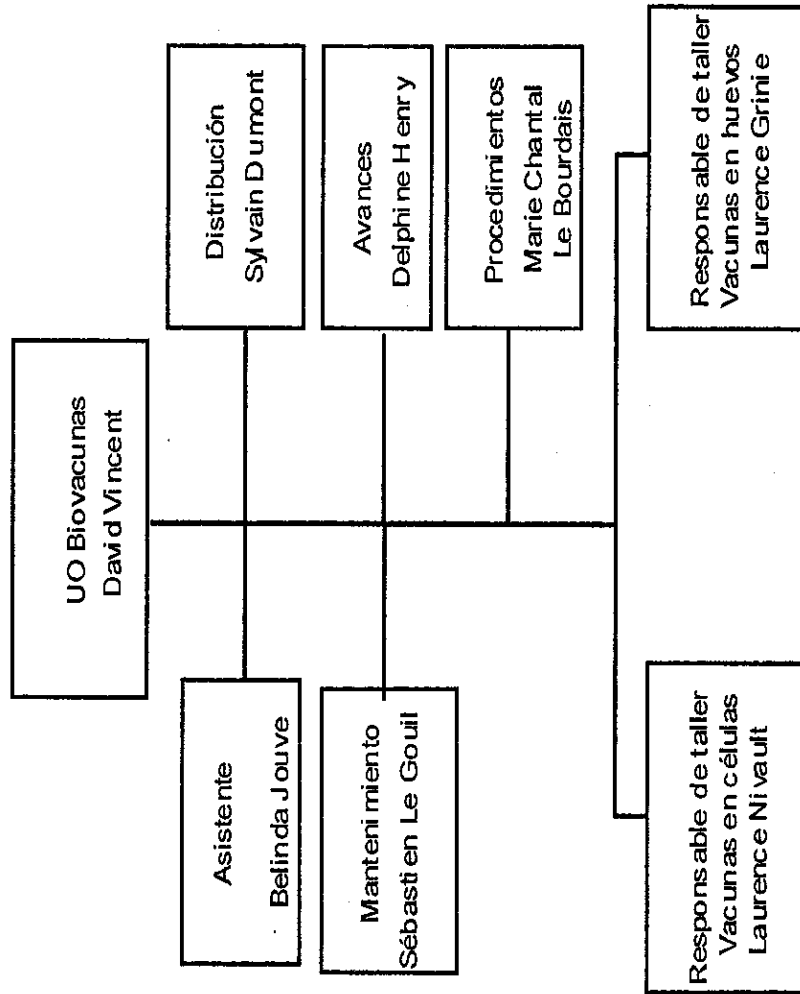 UO Biovacunas
David Vincent
Asistente
Belinda Jouve
Distribución
Sylvain Dumont
Mantenimiento
Sébastien Le Gouil
Avances
Delphine Henry
Procedimientos
Marie Chantal
Le Bourdais
Responsable de taller
Vacunas en células
Laurence Nivault
Responsable de taller
Vacunas en huevos
Laurence Grinie